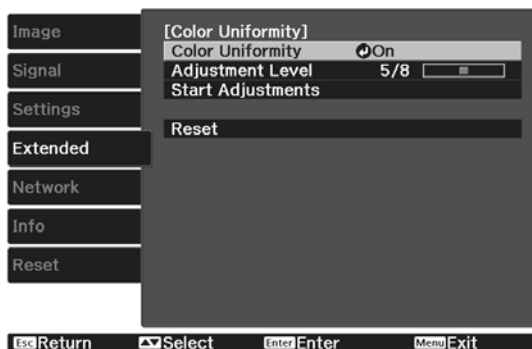 Image
Signal
Settings
Extended
Network
Info
Reset
[Color Uniformity]
Color Uniformity On
Adjustment Level 5/8
Start Adjustments
Reset
Esc Return Select Enter Enter Menu Exit